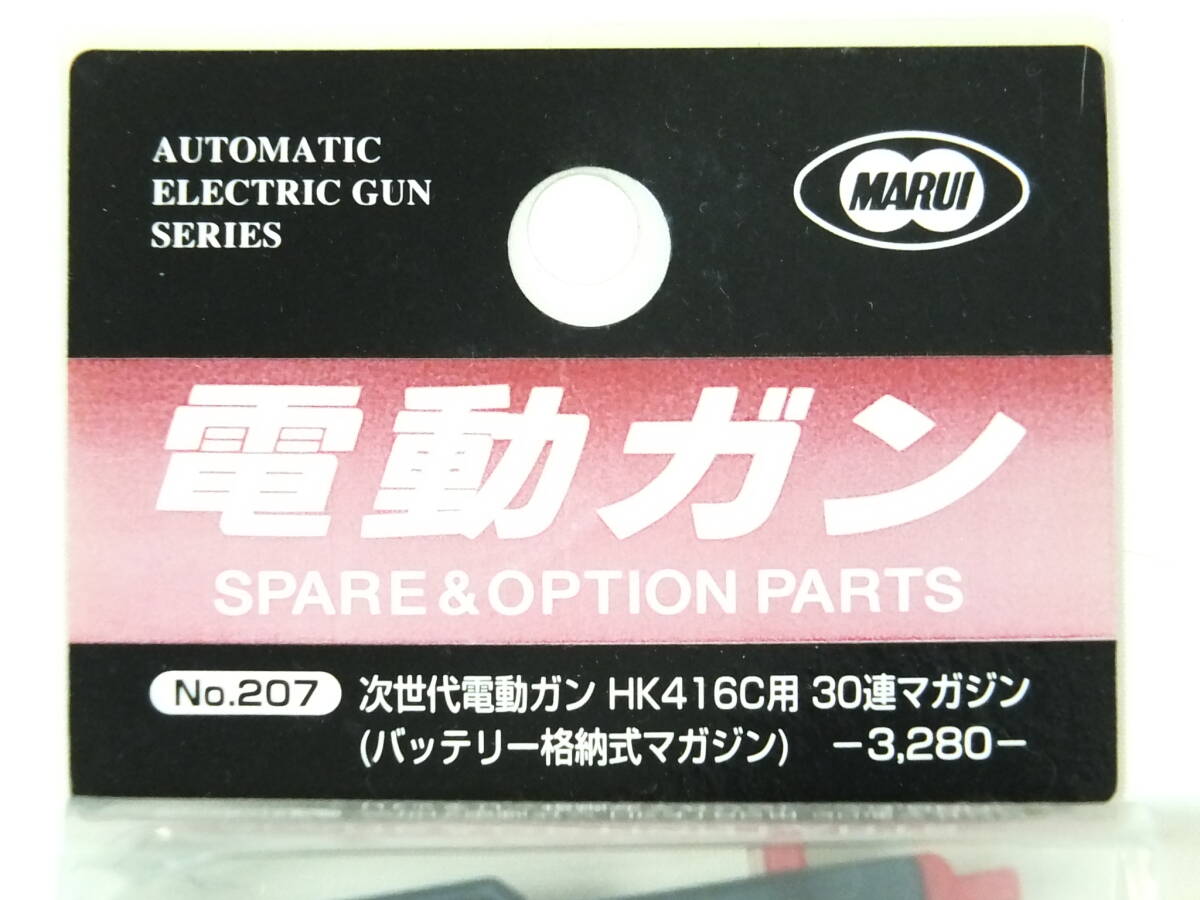 AUTOMATIC
ELECTRIC GUN
SERIES
MARUI
電動ガン
SPARE & OPTION PARTS
No.207 次世代電動ガン HK416C用 30連マガジン
(バッテリー格納式マガジン) −3,280−